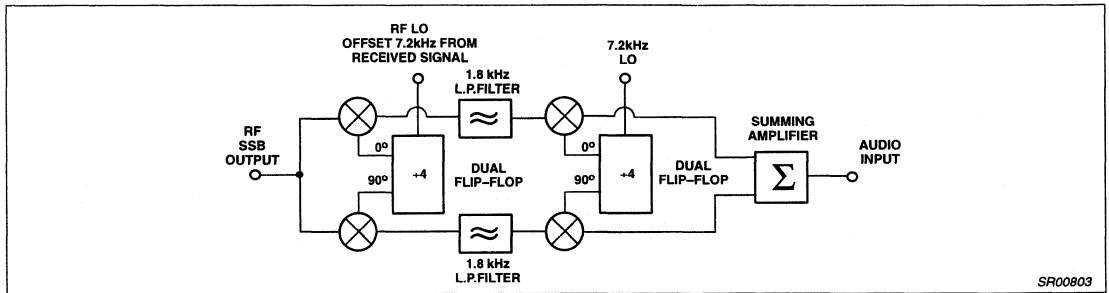 RF LO
OFFSET 7.2kHz FROM
RECEIVED SIGNAL
7.2kHz
LO
1.8 kHz
L.P.FILTER
SUMMING
AMPLIFIER
RF
SSB
OUTPUT
AUDIO
INPUT
0°
÷4
90°
DUAL
FLIP–FLOP
0°
÷4
90°
DUAL
FLIP–FLOP
Σ
1.8 kHz
L.P.FILTER
SR00803